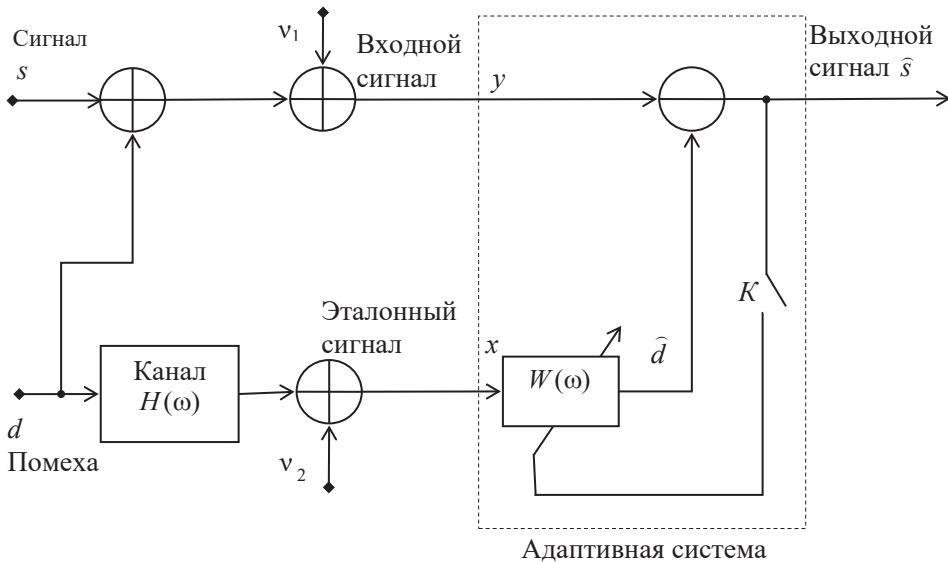 Сигнал
s
ν₁
Входной
сигнал
y
Выходной
сигнал ŝ
К
Эталонный
сигнал
x
W(ω)
d̂
Канал
H(ω)
d
Помеха
ν₂
Адаптивная система